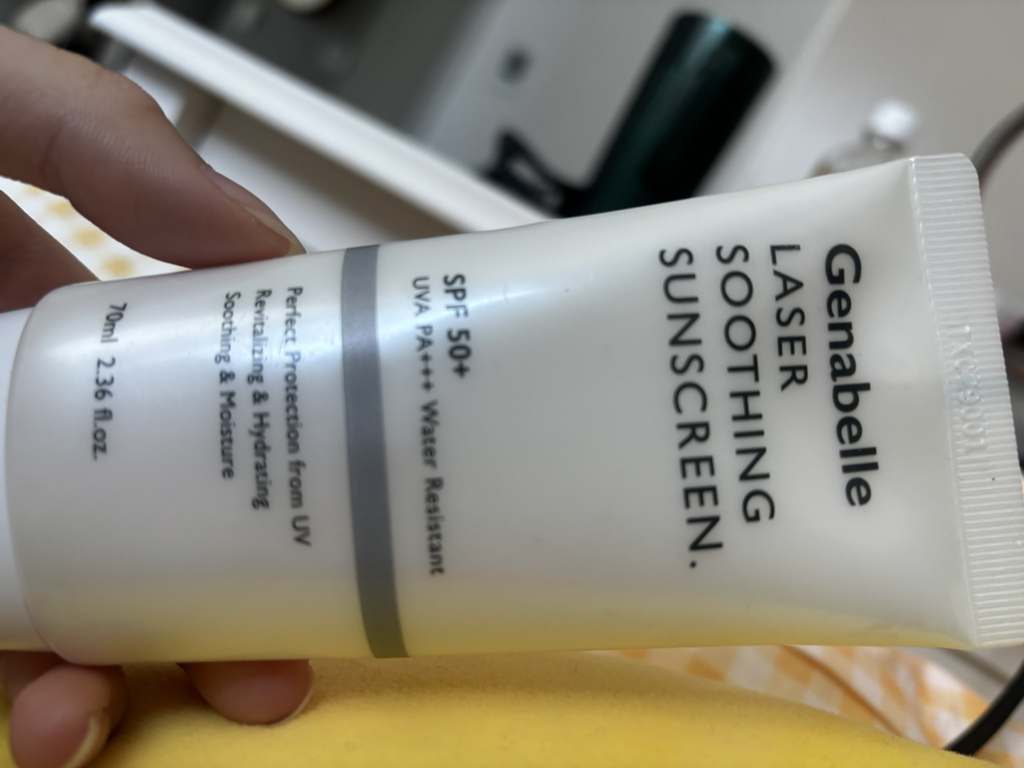 Genabelle
LASER
SOOTHING
SUNSCREEN.
SPF 50+
UVA PA+++ Water Resistant
Perfect Protection from UV
Revitalizing & Hydrating
Soothing & Moisture
70ml 2.36 fl.oz.